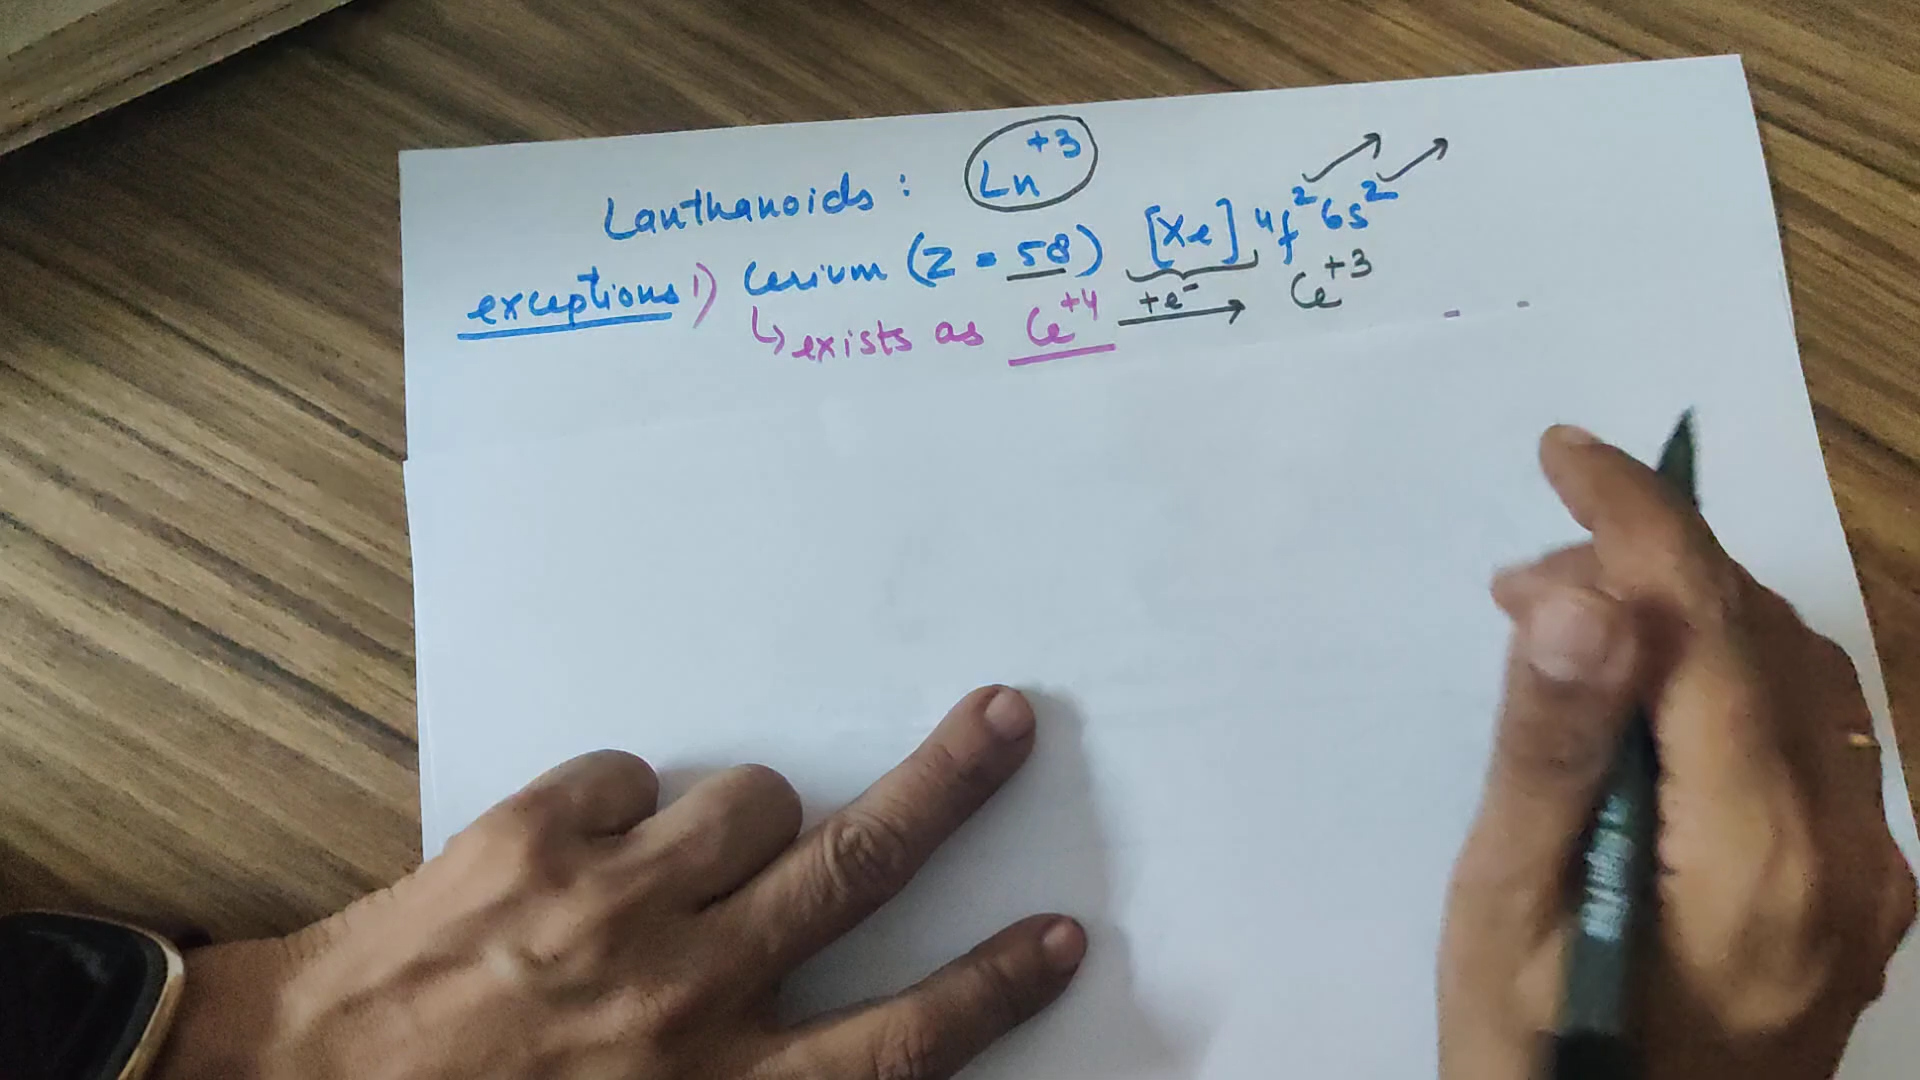 Lanthanoids : Ln+3
exceptions 1) Cerium (Z = 58) [Xe] 4f2 6s2
↳ exists as Ce+4 +e-→ Ce+3